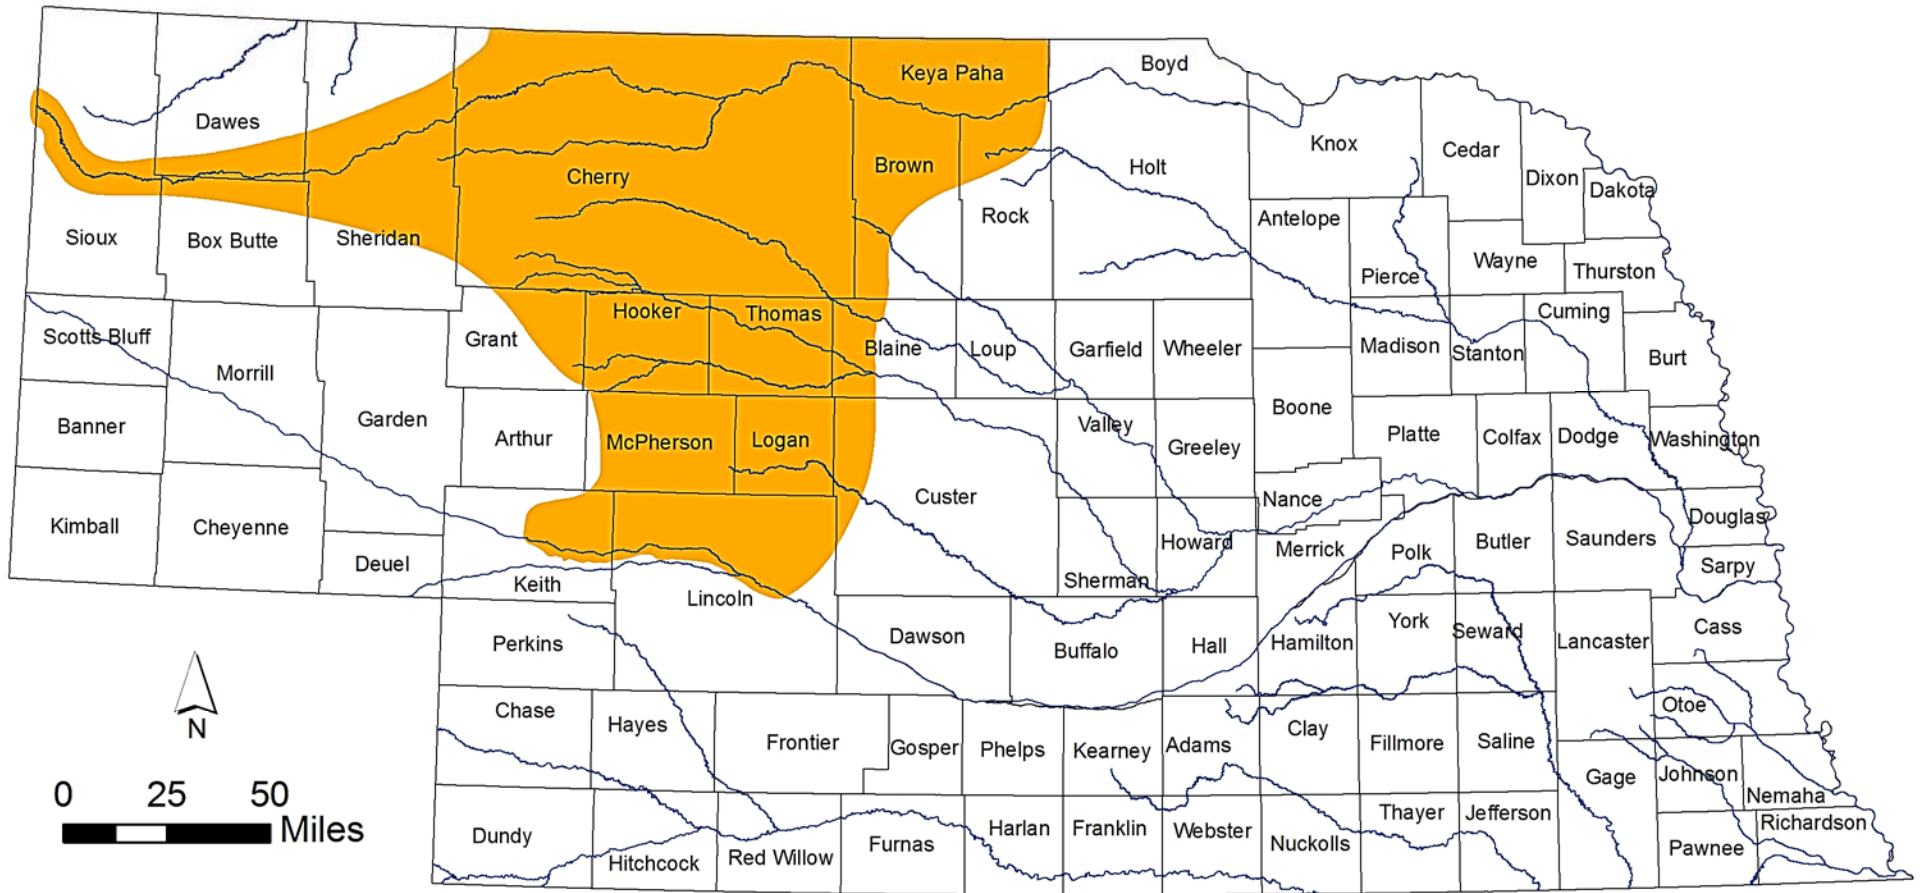 Boyd
Keya Paha
Dawes
Knox
Cedar
Holt
Brown
Cherry
Dixon
Dakota
Rock
Antelope
Sioux
Box Butte
Sheridan
Wayne
Thurston
Pierce
Hooker
Thomas
Cuming
Scotts Bluff
Grant
Blaine
Loup
Garfield
Wheeler
Madison
Stanton
Burt
Morrill
Boone
Garden
Banner
Arthur
McPherson
Logan
Valley
Greeley
Platte
Colfax
Dodge
Washington
Custer
Nance
Kimball
Cheyenne
Douglas
Howard
Merrick
Polk
Butler
Saunders
Deuel
Keith
Sherman
Sarpy
Lincoln
York
Seward
Cass
Perkins
Dawson
Buffalo
Hall
Hamilton
Lancaster
Otoe
Chase
Hayes
N
Frontier
Gosper
Phelps
Kearney
Adams
Clay
Fillmore
Saline
Gage
Johnson
0 25 50
Miles
Nemaha
Dundy
Hitchcock
Red Willow
Furnas
Harlan
Franklin
Webster
Nuckolls
Thayer
Jefferson
Richardson
Pawnee